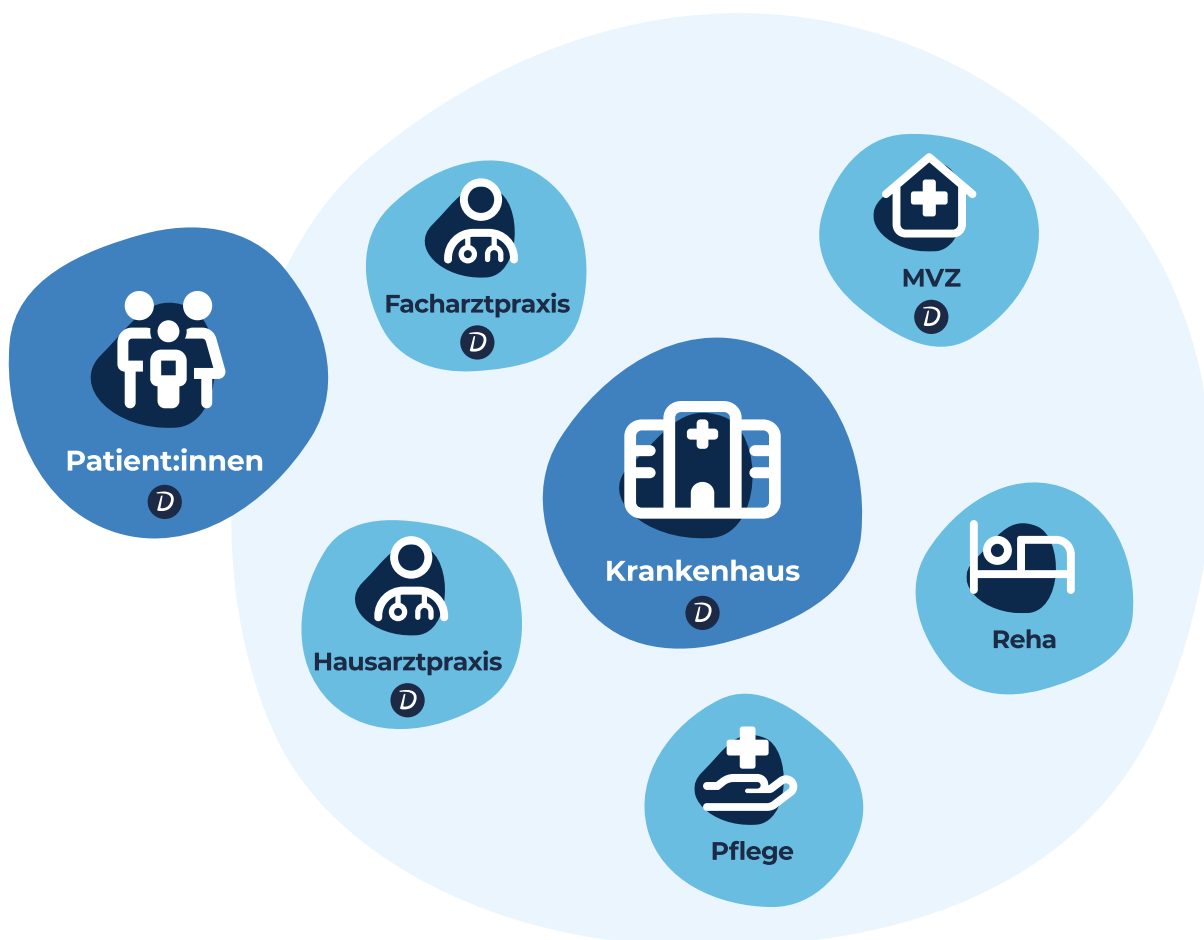 MVZ
D
Facharztpraxis
D
Patient:innen
D
Krankenhaus
D
Reha
Hausarztpraxis
D
Pflege